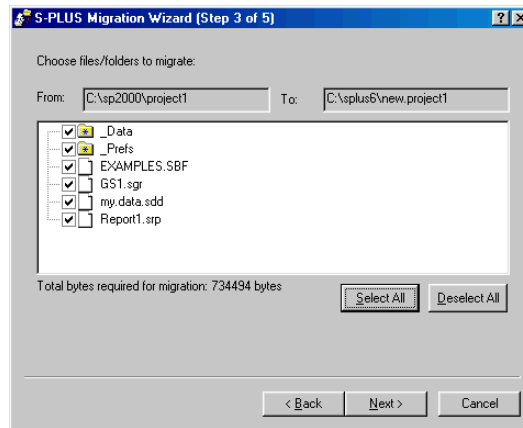 S-PLUS Migration Wizard (Step 3 of 5)
Choose files/folders to migrate:
From: C:\sp2000\project1 To: C:\splus6\new.project1
_Data
_Prefs
EXAMPLES.SBF
GS1.sgr
my.data.sdd
Report1.srp
Total bytes required for migration: 734494 bytes
Select All Deselect All
< Back Next > Cancel